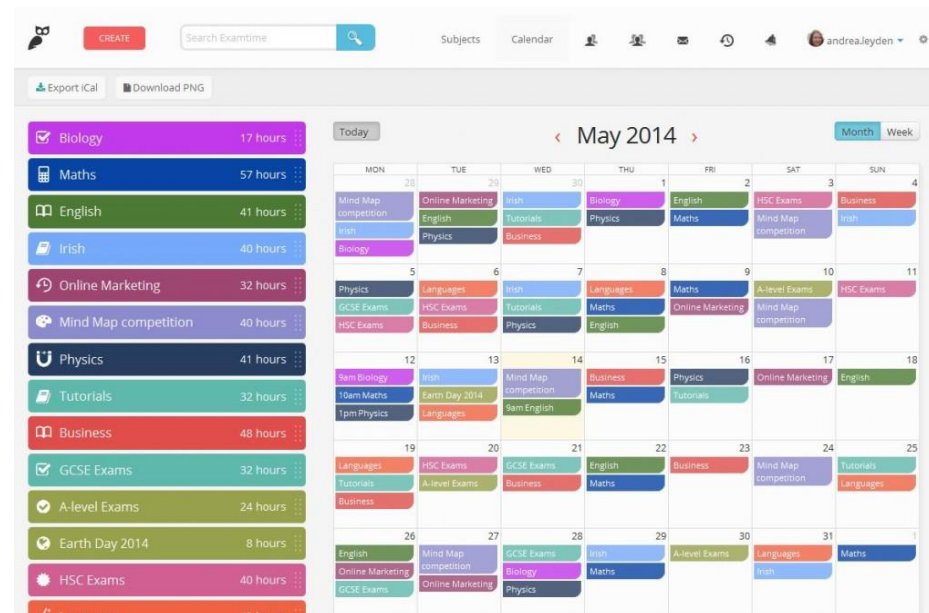 CREATE
Search Examtime
Subjects
Calendar
andrea.leyden
Export iCal
Download PNG
Biology 17 hours
Maths 57 hours
English 41 hours
Irish 40 hours
Online Marketing 32 hours
Mind Map competition 40 hours
Physics 41 hours
Tutorials 32 hours
Business 48 hours
GCSE Exams 32 hours
A-level Exams 24 hours
Earth Day 2014 8 hours
HSC Exams 40 hours
Today
‹ May 2014 ›
Month Week
MON TUE WED THU FRI SAT SUN
28 29 30 1 2 3 4
Mind Map
competition
Irish
Biology
Online Marketing
English
Physics
Irish
Tutorials
Business
Biology
Physics
English
Maths
HSC Exams
Mind Map
competition
Business
Irish
5 6 7 8 9 10 11
Physics
GCSE Exams
HSC Exams
Languages
HSC Exams
Business
Irish
Tutorials
Physics
Languages
Maths
English
Maths
Online Marketing
A-level Exams
Mind Map
competition
HSC Exams
12 13 14 15 16 17 18
9am Biology
10am Maths
1pm Physics
Irish
Earth Day 2014
Languages
Mind Map
competition
9am English
Business
Maths
Physics
Tutorials
Online Marketing
English
19 20 21 22 23 24 25
Languages
Tutorials
Business
HSC Exams
A-level Exams
GCSE Exams
Business
English
Maths
Business
Mind Map
competition
Tutorials
Languages
26 27 28 29 30 31 1
English
Online Marketing
GCSE Exams
Mind Map
competition
Online Marketing
GCSE Exams
Biology
Physics
Irish
Maths
A-level Exams
Languages
Irish
Maths